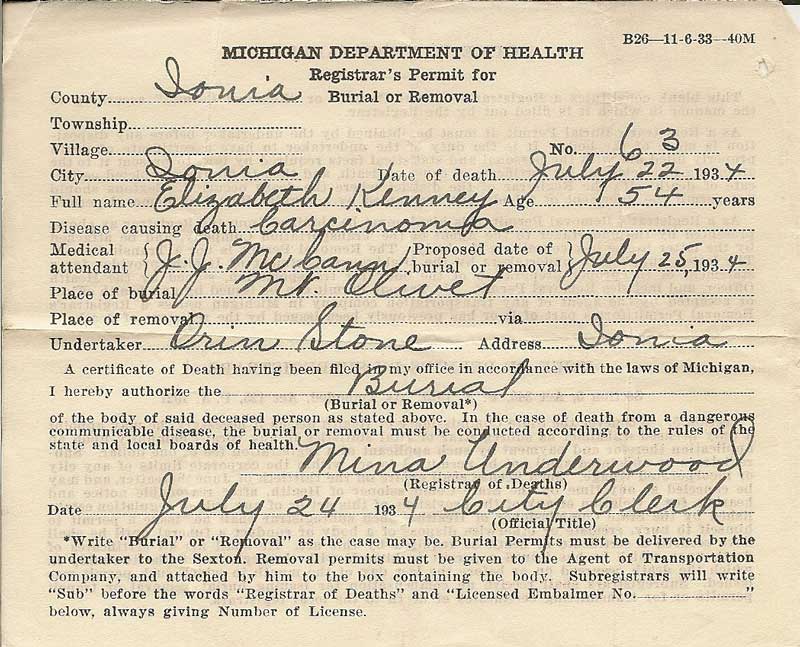 B26—11-6-33—40M
MICHIGAN DEPARTMENT OF HEALTH
Registrar's Permit for
County Ionia Burial or Removal
Township
Village No. 63
City Ionia Date of death July 22 1934
Full name Elizabeth Kenney Age 54 years
Disease causing death Carcinoma
Medical attendant { J. J. McCann Proposed date of burial or removal } July 25, 1934
Place of burial Mt Olivet
Place of removal via
Undertaker Orin Stone Address Ionia
A certificate of Death having been filed in my office in accordance with the laws of Michigan,
I hereby authorize the Burial
(Burial or Removal*)
of the body of said deceased person as stated above. In the case of death from a dangerous
communicable disease, the burial or removal must be conducted according to the rules of the
state and local boards of health.
Mina Underwood
(Registrar of Deaths)
Date July 24 1934 City Clerk
(Official Title)
*Write "Burial" or "Removal" as the case may be. Burial Permits must be delivered by the
undertaker to the Sexton. Removal permits must be given to the Agent of Transportation
Company, and attached by him to the box containing the body. Subregistrars will write
"Sub" before the words "Registrar of Deaths" and "Licensed Embalmer No. "
below, always giving Number of License.